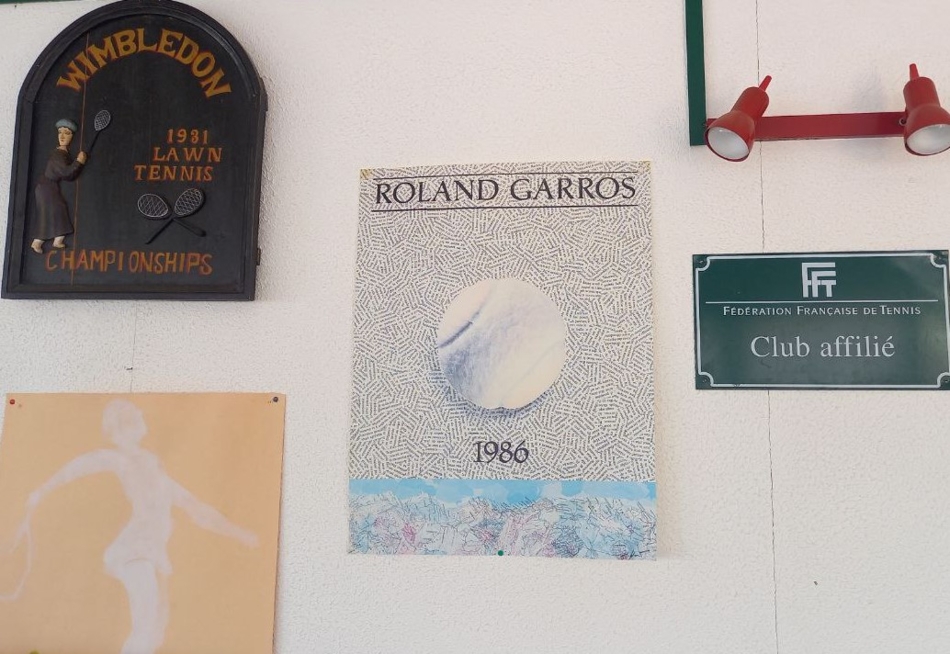 WIMBLEDON
1931
LAWN
TENNIS
CHAMPIONSHIPS
ROLAND GARROS
1986
FFT
FÉDÉRATION FRANÇAISE DE TENNIS
Club affilié